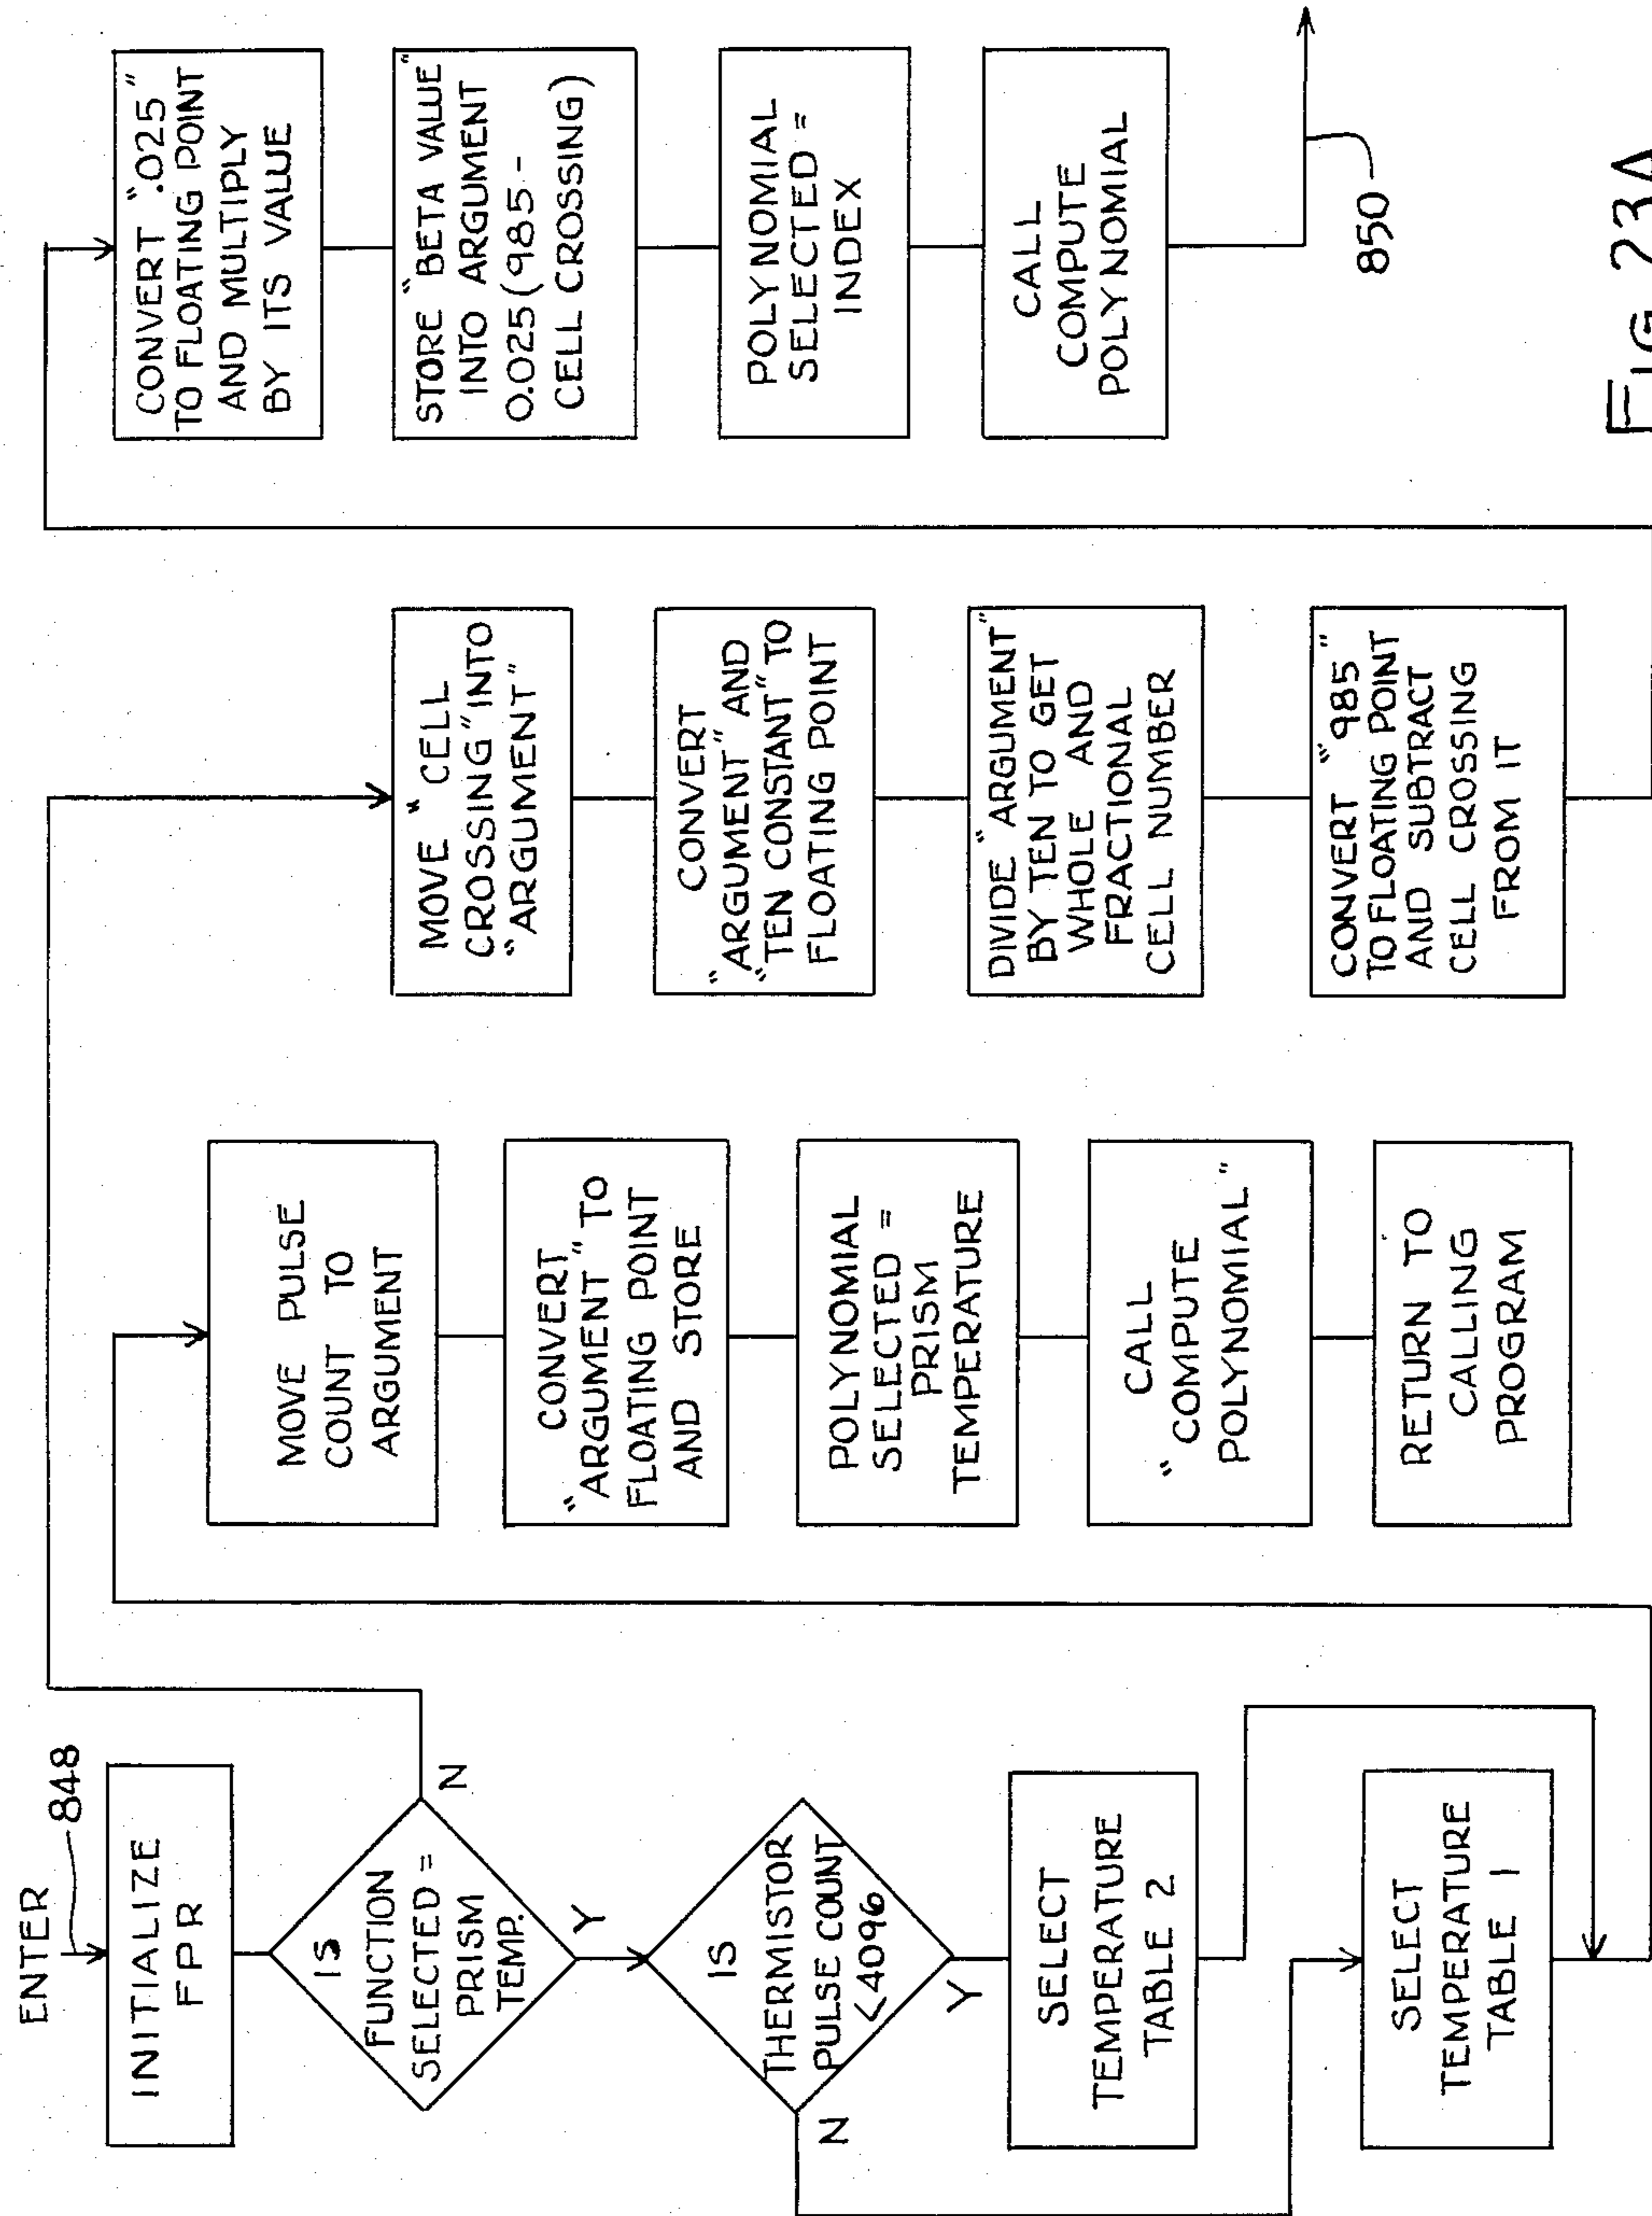 ENTER
848
INITIALIZE
FPR
IS
FUNCTION
SELECTED =
PRISM
TEMP.
N
Y
IS
THERMISTOR
PULSE COUNT
<4096
N
Y
SELECT
TEMPERATURE
TABLE 2
SELECT
TEMPERATURE
TABLE 1
MOVE PULSE
COUNT TO
ARGUMENT
CONVERT
"ARGUMENT" TO
FLOATING POINT
AND STORE
POLYNOMIAL
SELECTED =
PRISM
TEMPERATURE
CALL
"COMPUTE
POLYNOMIAL"
RETURN TO
CALLING
PROGRAM
MOVE "CELL
CROSSING" INTO
"ARGUMENT"
CONVERT
"ARGUMENT" AND
"TEN CONSTANT" TO
FLOATING POINT
DIVIDE "ARGUMENT"
BY TEN TO GET
WHOLE AND
FRACTIONAL
CELL NUMBER
CONVERT "985"
TO FLOATING POINT
AND SUBTRACT
CELL CROSSING
FROM IT
CONVERT ".025"
TO FLOATING POINT
AND MULTIPLY
BY ITS VALUE
STORE "BETA VALUE"
INTO ARGUMENT
0.025(985-
CELL CROSSING)
POLYNOMIAL
SELECTED =
INDEX
CALL
COMPUTE
POLYNOMIAL
850
FIG. 23A